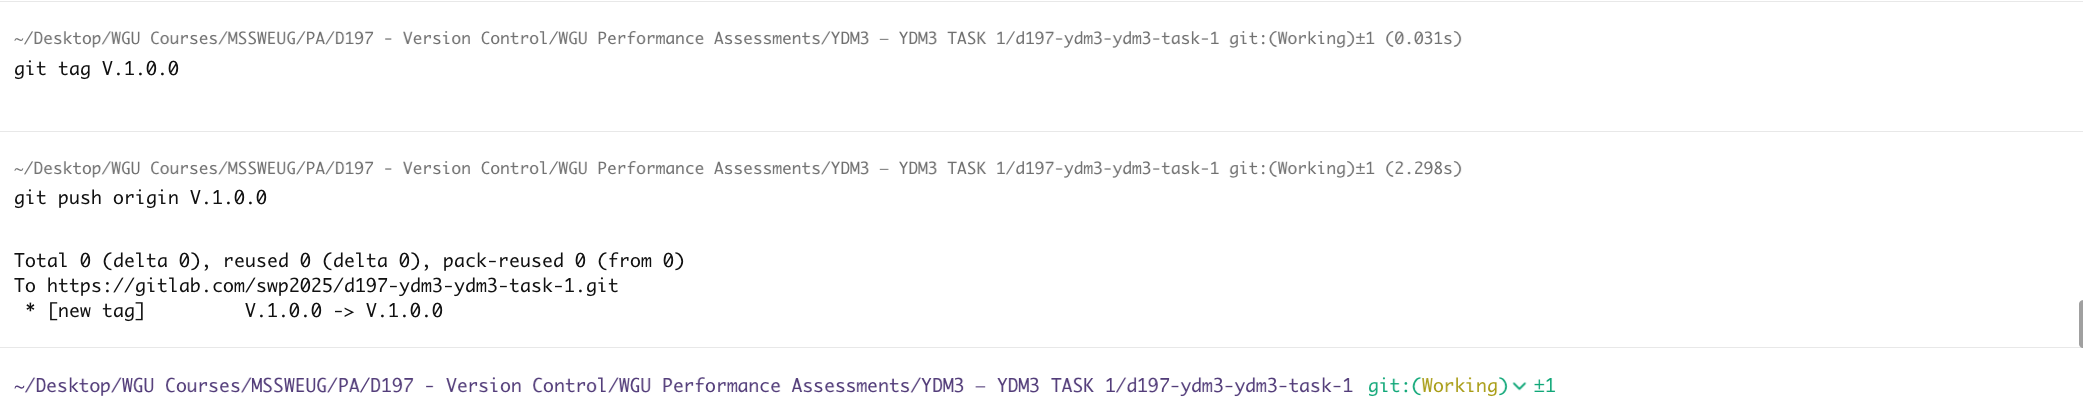 ~/Desktop/WGU Courses/MSSWEUG/PA/D197 - Version Control/WGU Performance Assessments/YDM3 — YDM3 TASK 1/d197-ydm3-ydm3-task-1 git:(Working)±1 (0.031s)
git tag V.1.0.0
~/Desktop/WGU Courses/MSSWEUG/PA/D197 - Version Control/WGU Performance Assessments/YDM3 — YDM3 TASK 1/d197-ydm3-ydm3-task-1 git:(Working)±1 (2.298s)
git push origin V.1.0.0
Total 0 (delta 0), reused 0 (delta 0), pack-reused 0 (from 0)
To https://gitlab.com/swp2025/d197-ydm3-ydm3-task-1.git
 * [new tag]         V.1.0.0 -> V.1.0.0
~/Desktop/WGU Courses/MSSWEUG/PA/D197 - Version Control/WGU Performance Assessments/YDM3 — YDM3 TASK 1/d197-ydm3-ydm3-task-1 git:(Working) ±1